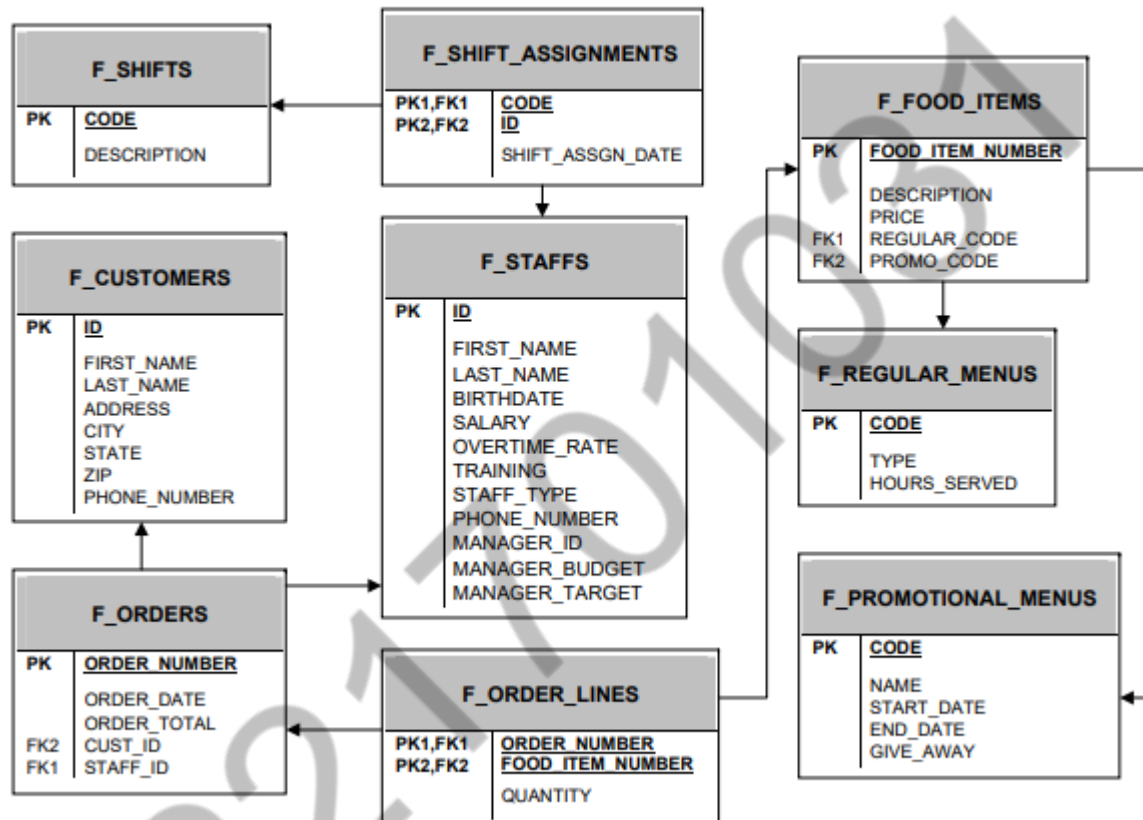 F_SHIFTS
PK CODE
DESCRIPTION
F_SHIFT_ASSIGNMENTS
PK1,FK1 CODE
PK2,FK2 ID
SHIFT_ASSGN_DATE
F_FOOD_ITEMS
PK FOOD_ITEM_NUMBER
DESCRIPTION
PRICE
FK1 REGULAR_CODE
FK2 PROMO_CODE
F_CUSTOMERS
PK ID
FIRST_NAME
LAST_NAME
ADDRESS
CITY
STATE
ZIP
PHONE_NUMBER
F_STAFFS
PK ID
FIRST_NAME
LAST_NAME
BIRTHDATE
SALARY
OVERTIME_RATE
TRAINING
STAFF_TYPE
PHONE_NUMBER
MANAGER_ID
MANAGER_BUDGET
MANAGER_TARGET
F_REGULAR_MENUS
PK CODE
TYPE
HOURS_SERVED
F_ORDERS
PK ORDER_NUMBER
ORDER_DATE
ORDER_TOTAL
FK2 CUST_ID
FK1 STAFF_ID
F_ORDER_LINES
PK1,FK1 ORDER_NUMBER
PK2,FK2 FOOD_ITEM_NUMBER
QUANTITY
F_PROMOTIONAL_MENUS
PK CODE
NAME
START_DATE
END_DATE
GIVE_AWAY